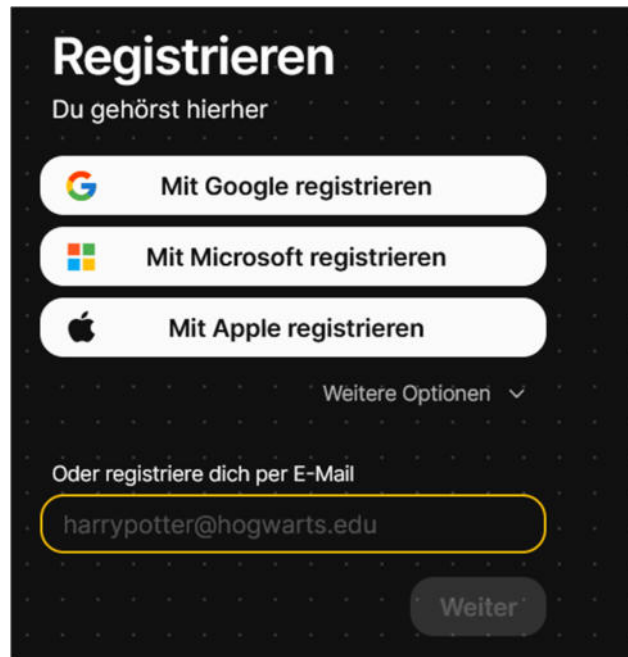 Registrieren
Du gehörst hierher
Mit Google registrieren
Mit Microsoft registrieren
Mit Apple registrieren
Weitere Optionen
Oder registriere dich per E-Mail
harrypotter@hogwarts.edu
Weiter